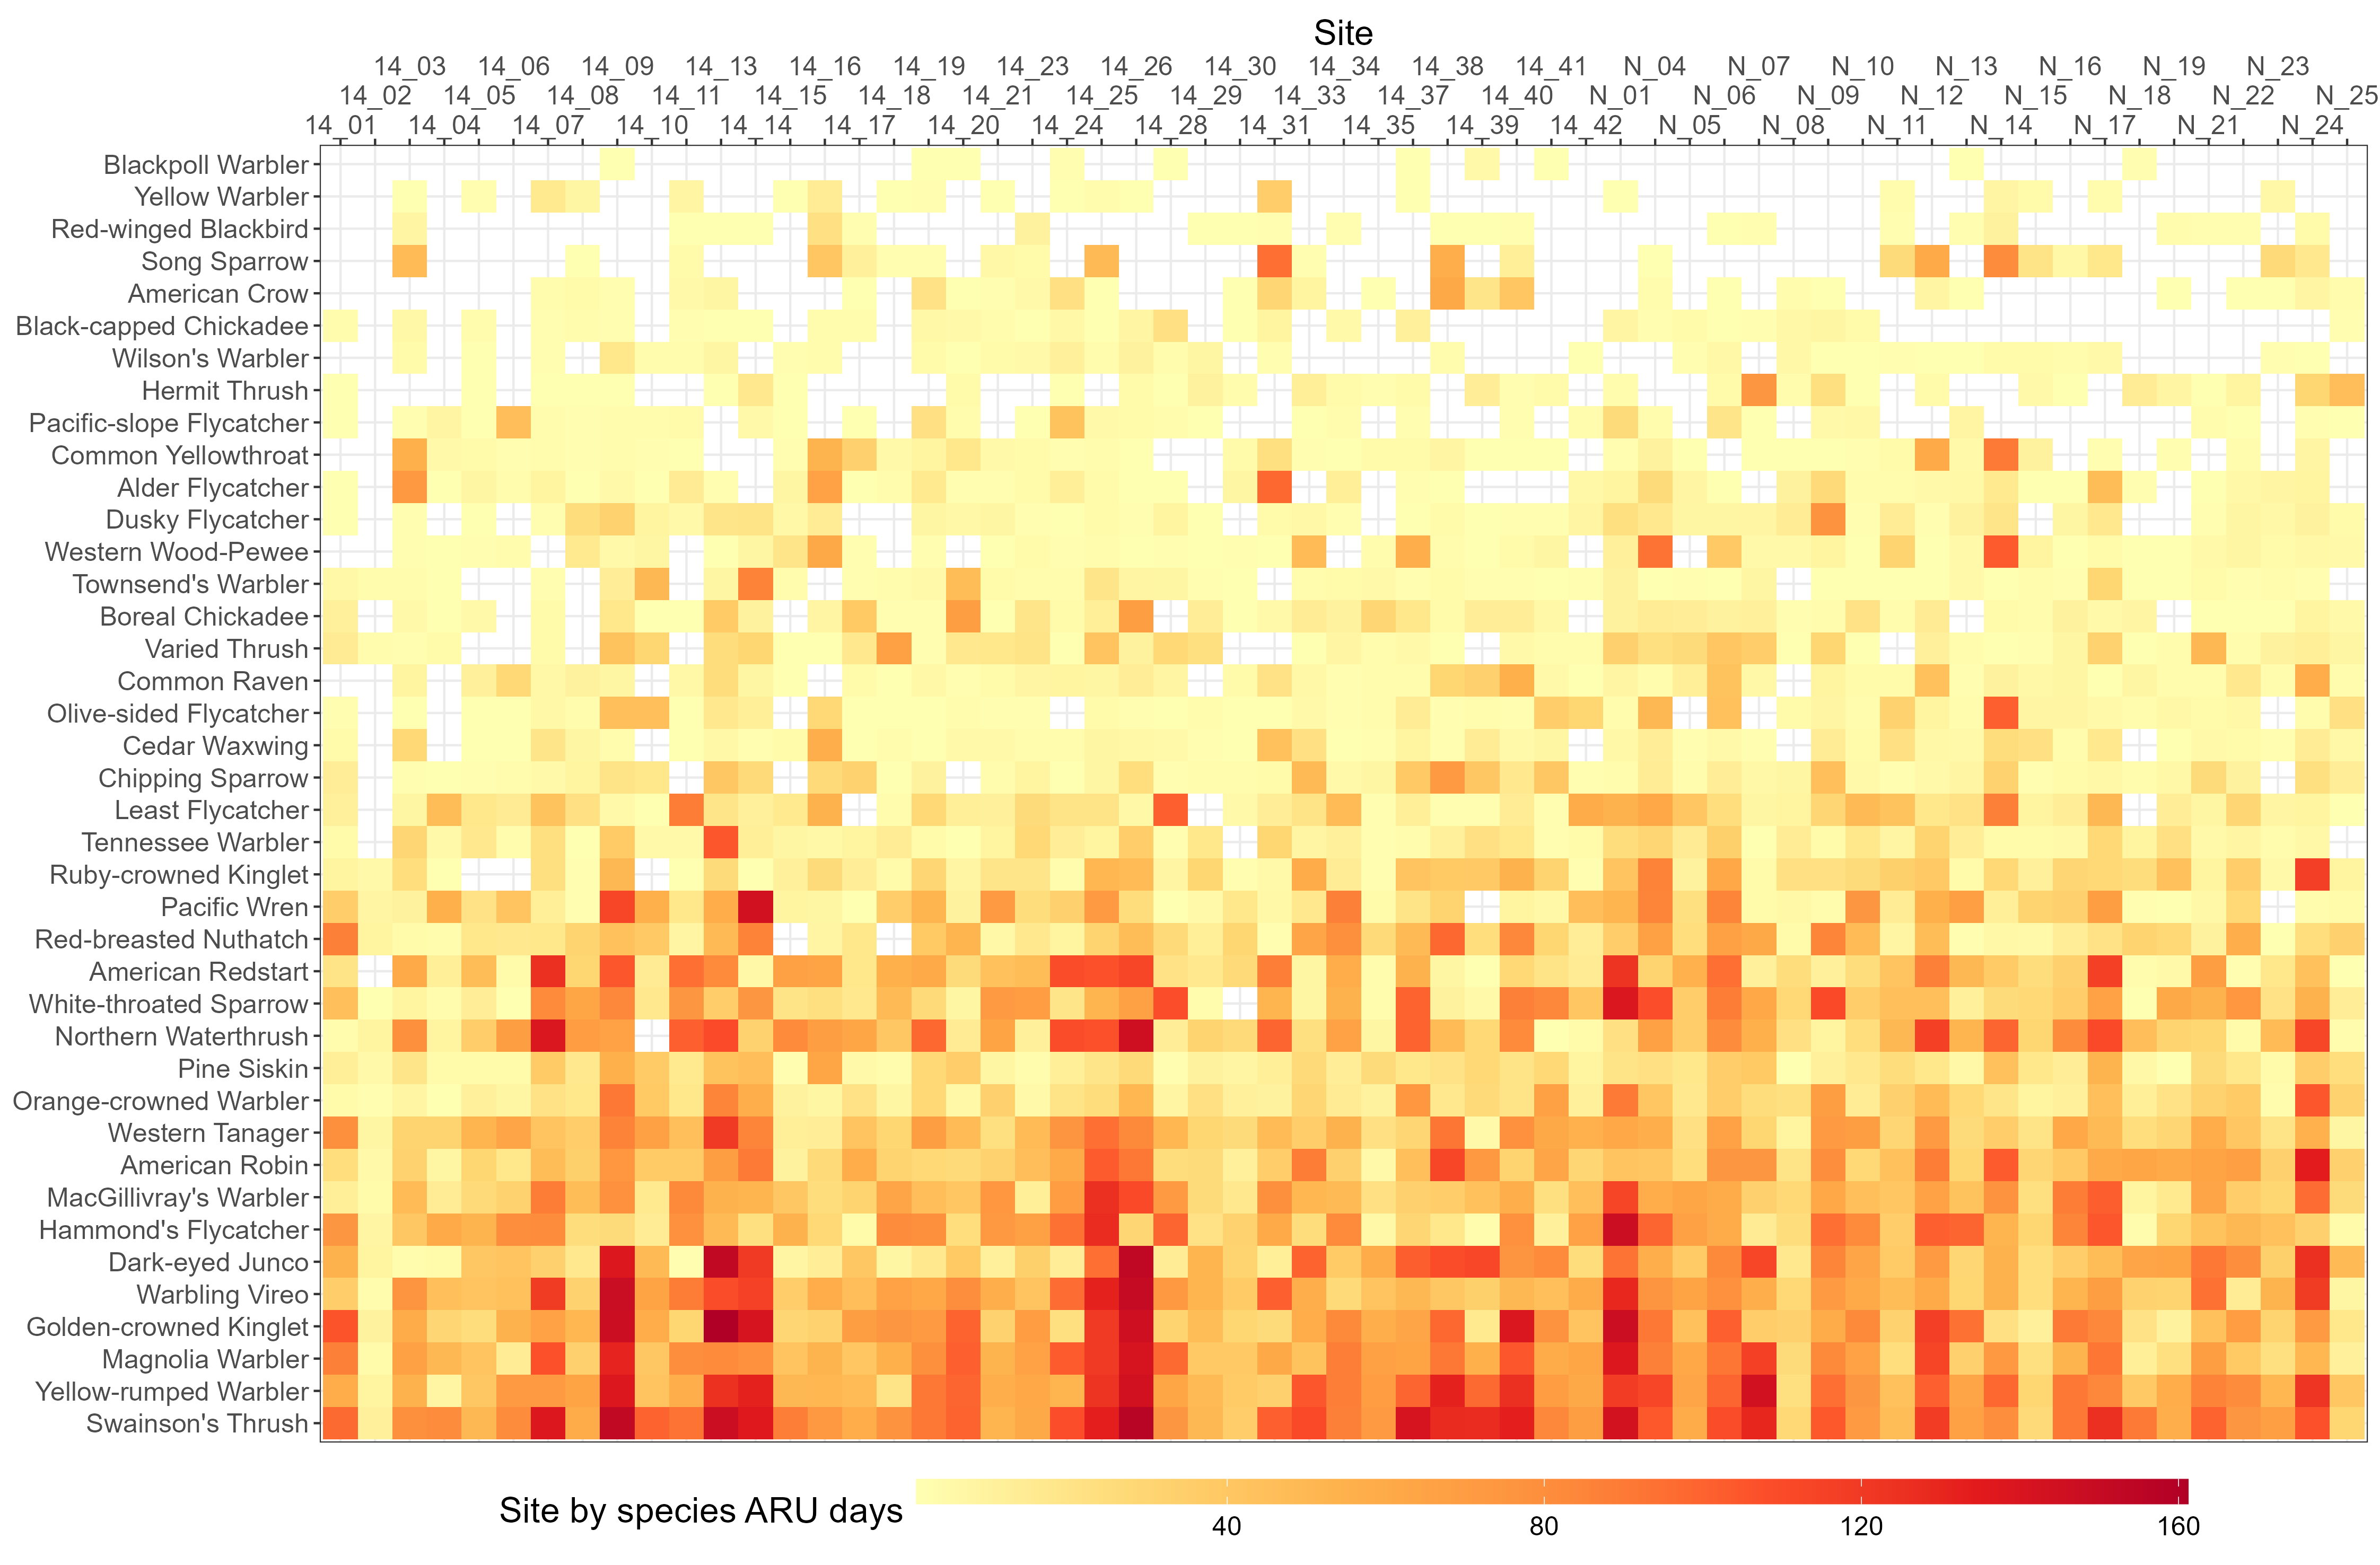 Site
14_03 14_06 14_09 14_13 14_16 14_19 14_23 14_26 14_30 14_34 14_38 14_41 N_04 N_07 N_10 N_13 N_16 N_19 N_23
14_02 14_05 14_08 14_11 14_15 14_18 14_21 14_25 14_29 14_33 14_37 14_40 N_01 N_06 N_09 N_12 N_15 N_18 N_22 N_25
14_01 14_04 14_07 14_10 14_14 14_17 14_20 14_24 14_28 14_31 14_35 14_39 14_42 N_05 N_08 N_11 N_14 N_17 N_21 N_24
Blackpoll Warbler
Yellow Warbler
Red-winged Blackbird
Song Sparrow
American Crow
Black-capped Chickadee
Wilson's Warbler
Hermit Thrush
Pacific-slope Flycatcher
Common Yellowthroat
Alder Flycatcher
Dusky Flycatcher
Western Wood-Pewee
Townsend's Warbler
Boreal Chickadee
Varied Thrush
Common Raven
Olive-sided Flycatcher
Cedar Waxwing
Chipping Sparrow
Least Flycatcher
Tennessee Warbler
Ruby-crowned Kinglet
Pacific Wren
Red-breasted Nuthatch
American Redstart
White-throated Sparrow
Northern Waterthrush
Pine Siskin
Orange-crowned Warbler
Western Tanager
American Robin
MacGillivray's Warbler
Hammond's Flycatcher
Dark-eyed Junco
Warbling Vireo
Golden-crowned Kinglet
Magnolia Warbler
Yellow-rumped Warbler
Swainson's Thrush
Site by species ARU days
40 80 120 160